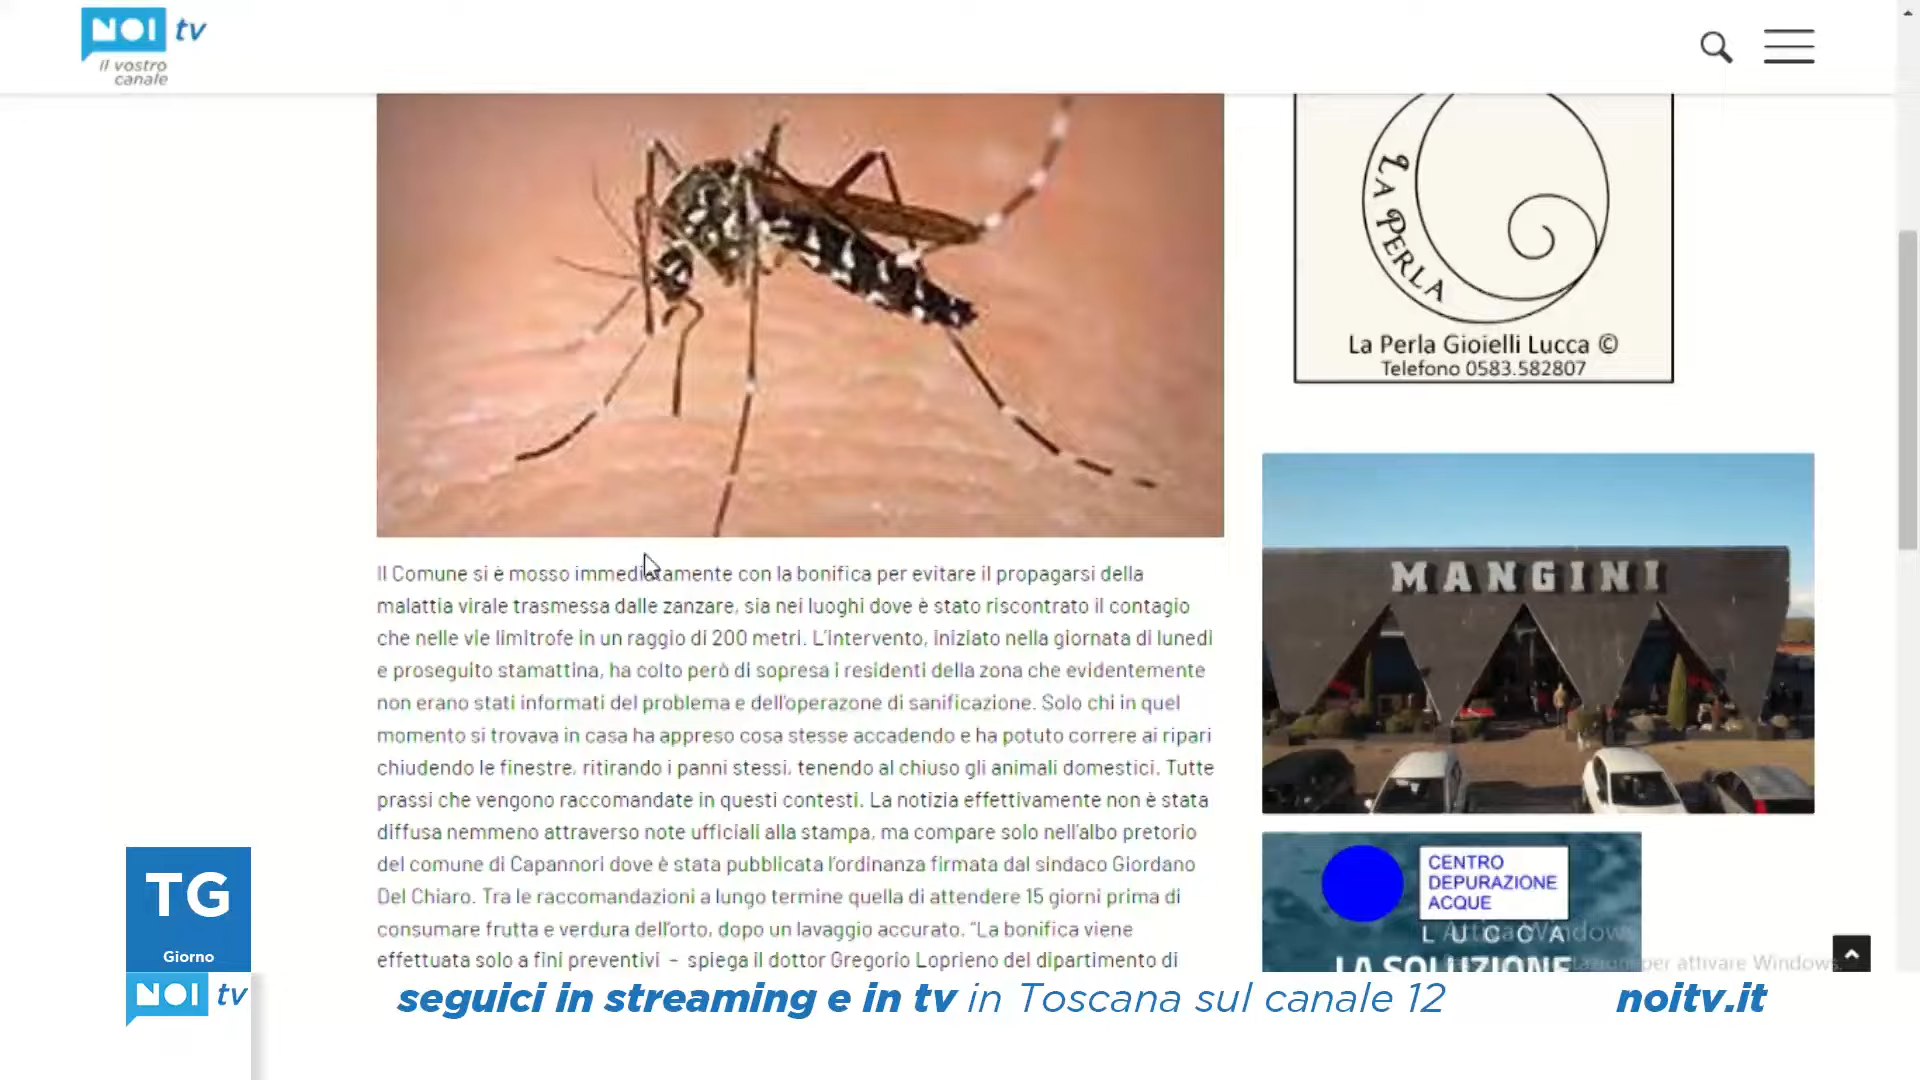 NOI tv
il vostro
canale
LA PERLA
La Perla Gioielli Lucca ©
Telefono 0583.582807
Il Comune si è mosso immediatamente con la bonifica per evitare il propagarsi della
malattia virale trasmessa dalle zanzare, sia nei luoghi dove è stato riscontrato il contagio
che nelle vie limitrofe in un raggio di 200 metri. L'intervento, iniziato nella giornata di lunedì
e proseguito stamattina, ha colto però di sopresa i residenti della zona che evidentemente
non erano stati informati del problema e dell'operazone di sanificazione. Solo chi in quel
momento si trovava in casa ha appreso cosa stesse accadendo e ha potuto correre ai ripari
chiudendo le finestre, ritirando i panni stessi, tenendo al chiuso gli animali domestici. Tutte
prassi che vengono raccomandate in questi contesti. La notizia effettivamente non è stata
diffusa nemmeno attraverso note ufficiali alla stampa, ma compare solo nell'albo pretorio
del comune di Capannori dove è stata pubblicata l'ordinanza firmata dal sindaco Giordano
Del Chiaro. Tra le raccomandazioni a lungo termine quella di attendere 15 giorni prima di
consumare frutta e verdura dell'orto, dopo un lavaggio accurato. "La bonifica viene
effettuata solo a fini preventivi – spiega il dottor Gregorio Loprieno del dipartimento di
MANGINI
CENTRO
DEPURAZIONE
ACQUE
LUCCA
LA SOLUZIONE
Attiva Windows
per attivare Windows.
TG
Giorno
NOI tv
seguici in streaming e in tv in Toscana sul canale 12
noitv.it